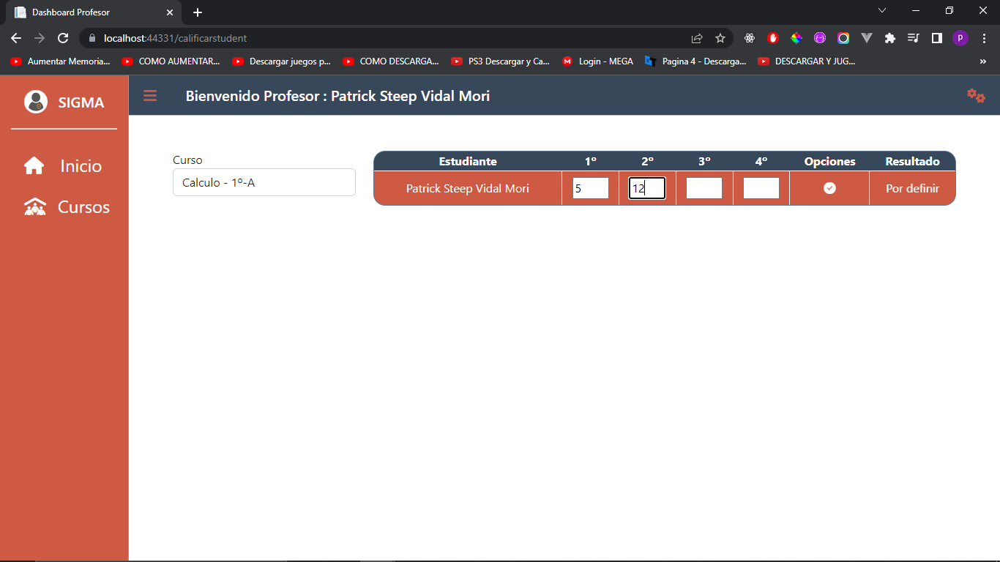 Dashboard Profesor
localhost:44331/calificarstudent
p
Aumentar Memoria... COMO AUMENTAR... Descargar juegos p... COMO DESCARGA... PS3 Descargar y Ca... Login - MEGA Pagina 4 - Descarga... DESCARGAR Y JUG... »
SIGMA
Bienvenido Profesor : Patrick Steep Vidal Mori
Inicio
Cursos
Curso
Calculo - 1º-A
Estudiante 1º 2º 3º 4º Opciones Resultado
Patrick Steep Vidal Mori 5 12 Por definir